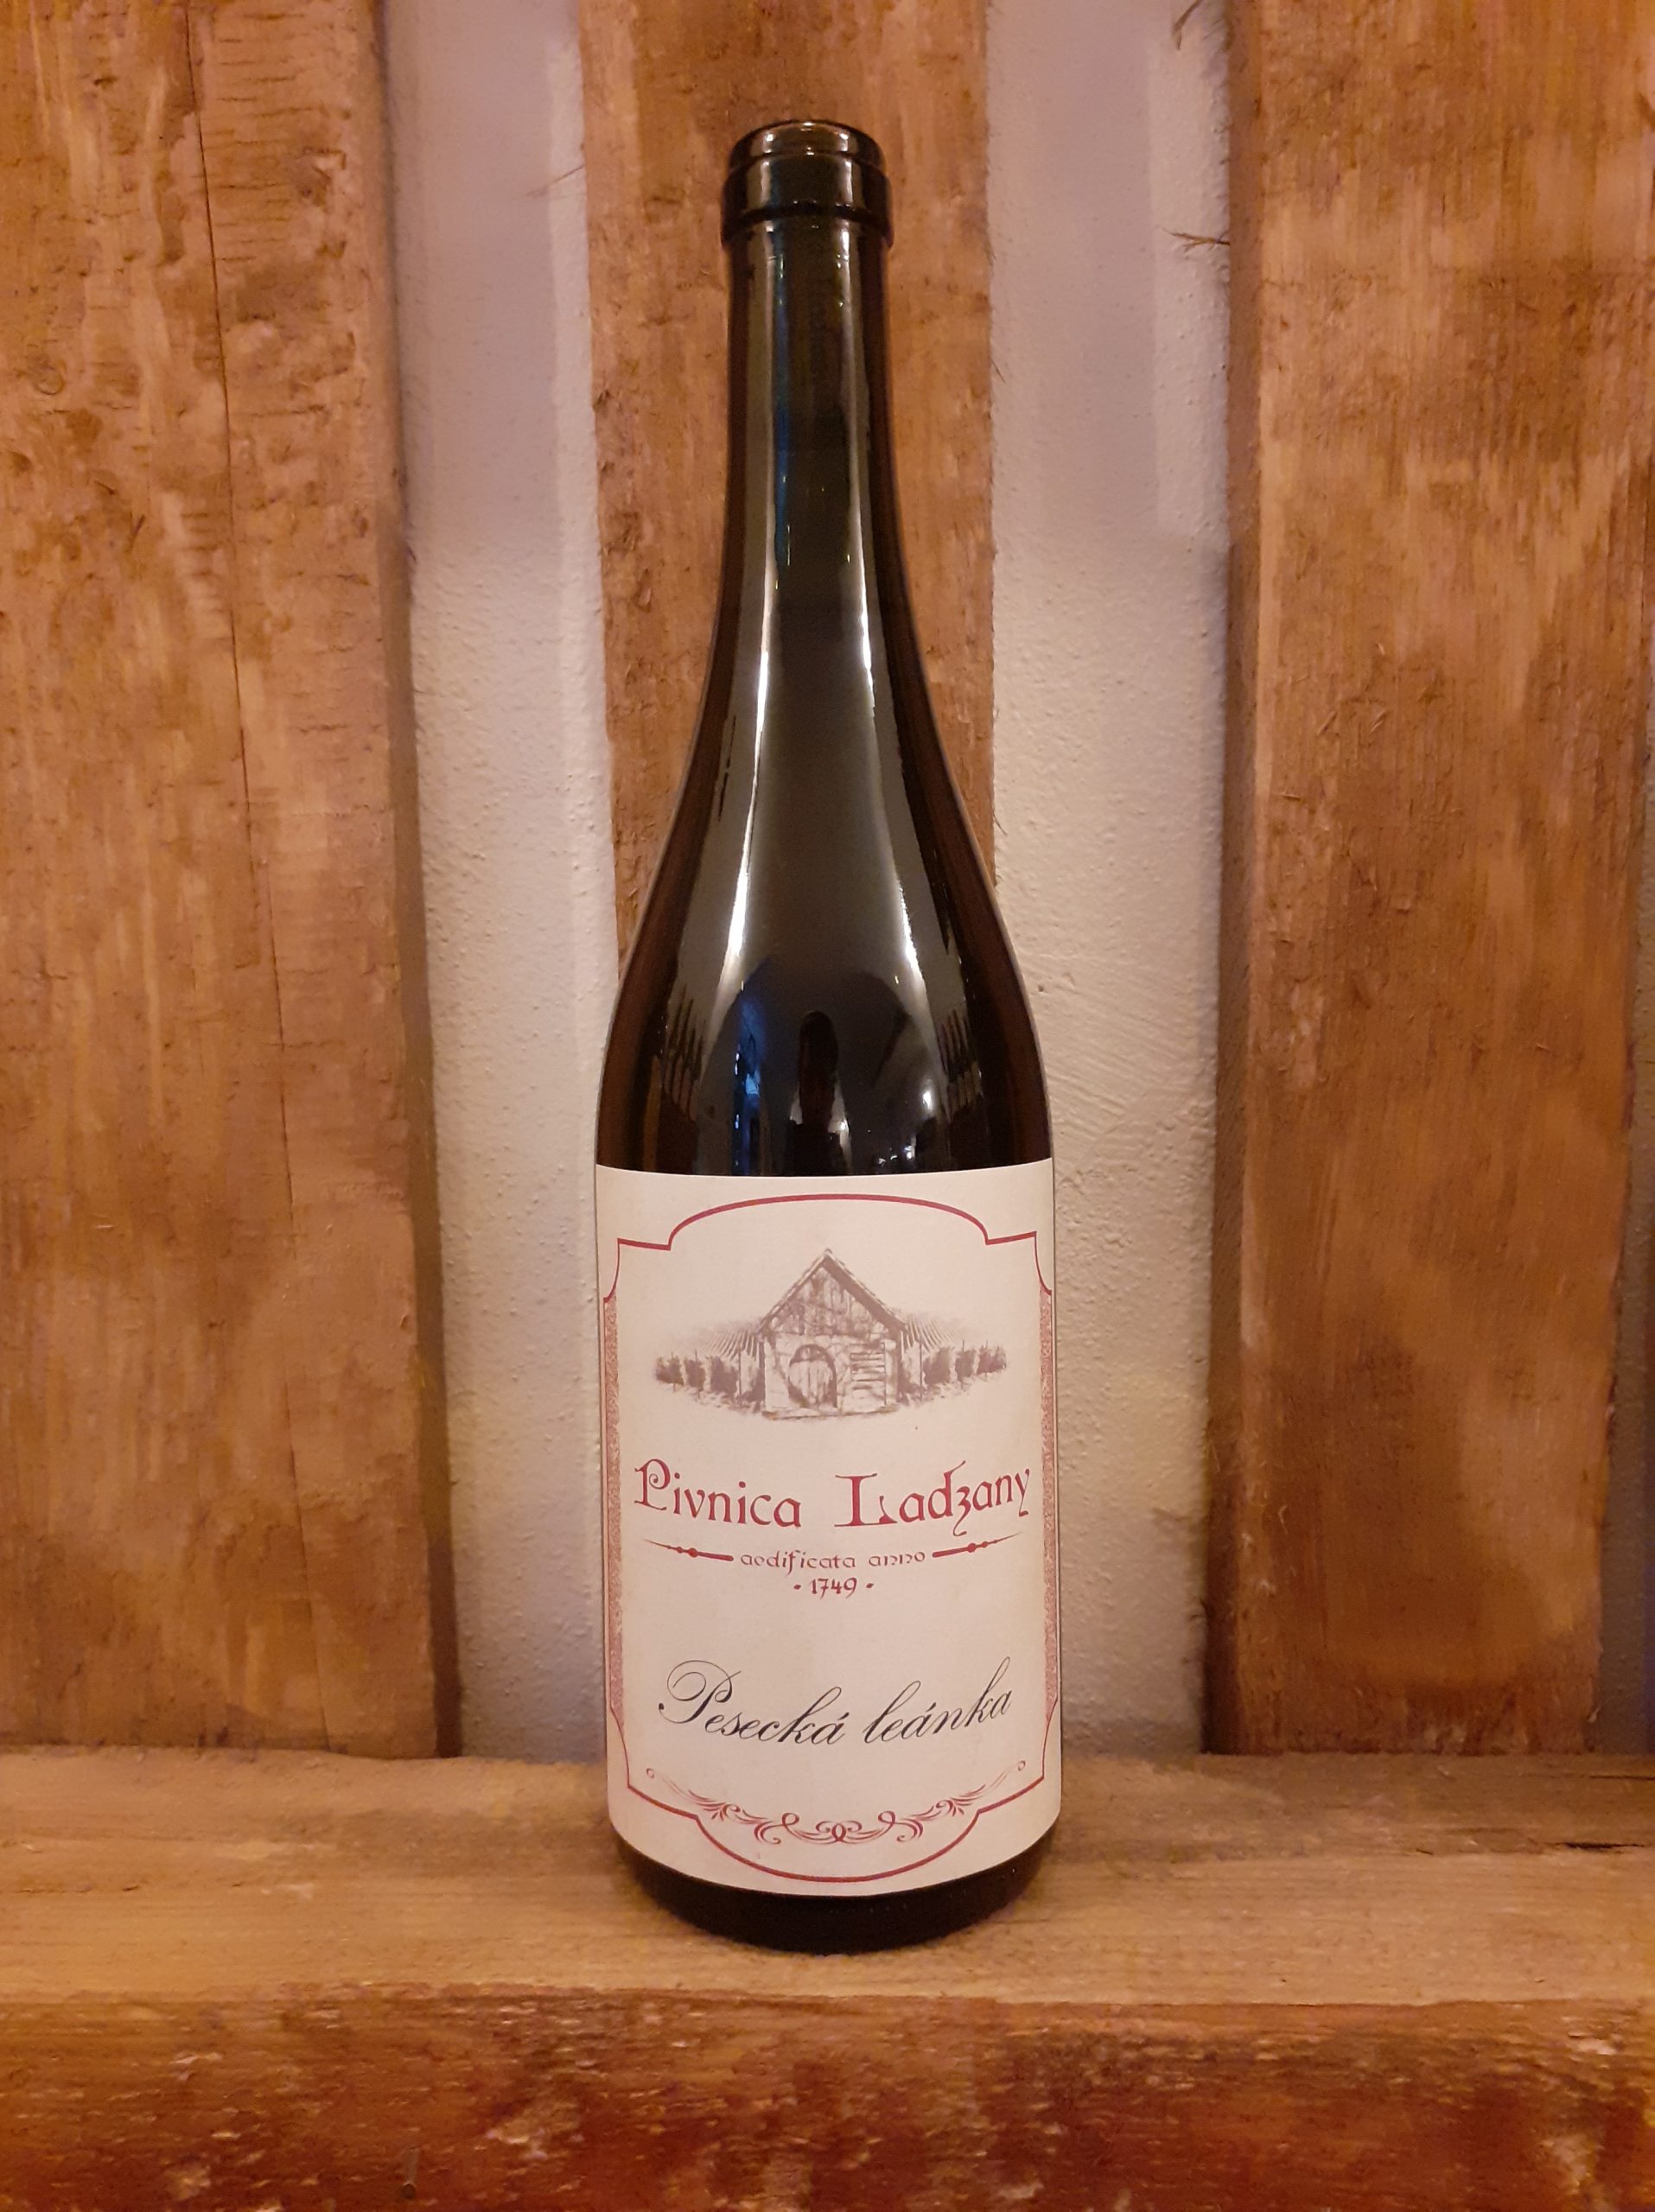 Pivnica Ladzany
aedificata anno
· 1749 ·
Pesecká leánka